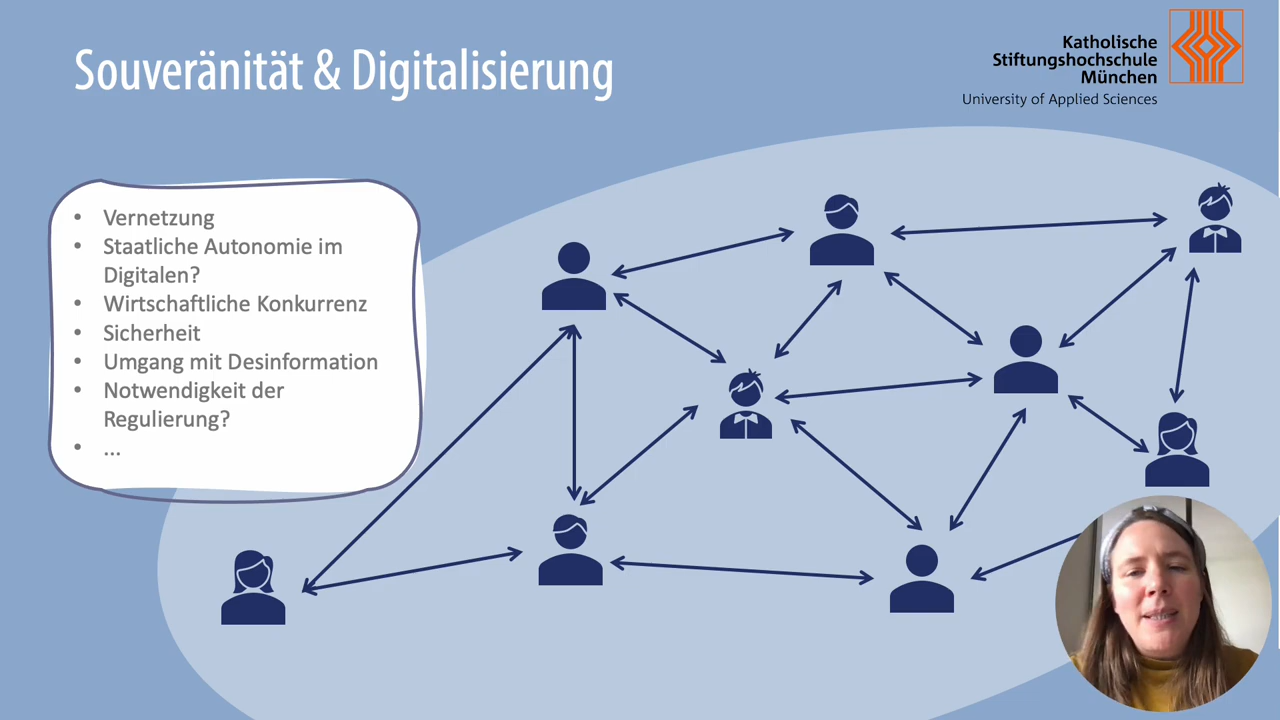 Souveränität & Digitalisierung
Katholische
Stiftungshochschule
München
University of Applied Sciences
• Vernetzung
• Staatliche Autonomie im
Digitalen?
• Wirtschaftliche Konkurrenz
• Sicherheit
• Umgang mit Desinformation
• Notwendigkeit der
Regulierung?
• ...